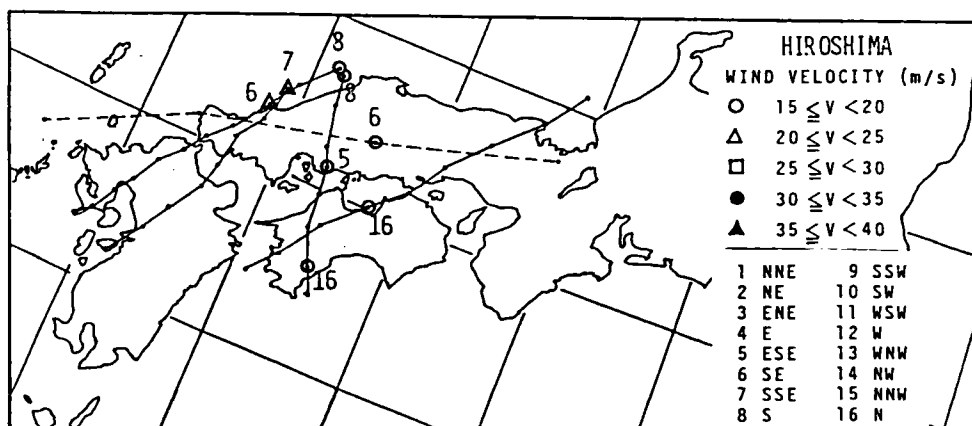 8
7
8
6
6
5
16
16
HIROSHIMA
WIND VELOCITY (m/s)
○ 15 ≦ V < 20
△ 20 ≦ V < 25
□ 25 ≦ V < 30
● 30 ≦ V < 35
▲ 35 ≦ V < 40
1 NNE 9 SSW
2 NE 10 SW
3 ENE 11 WSW
4 E 12 W
5 ESE 13 WNW
6 SE 14 NW
7 SSE 15 NNW
8 S 16 N